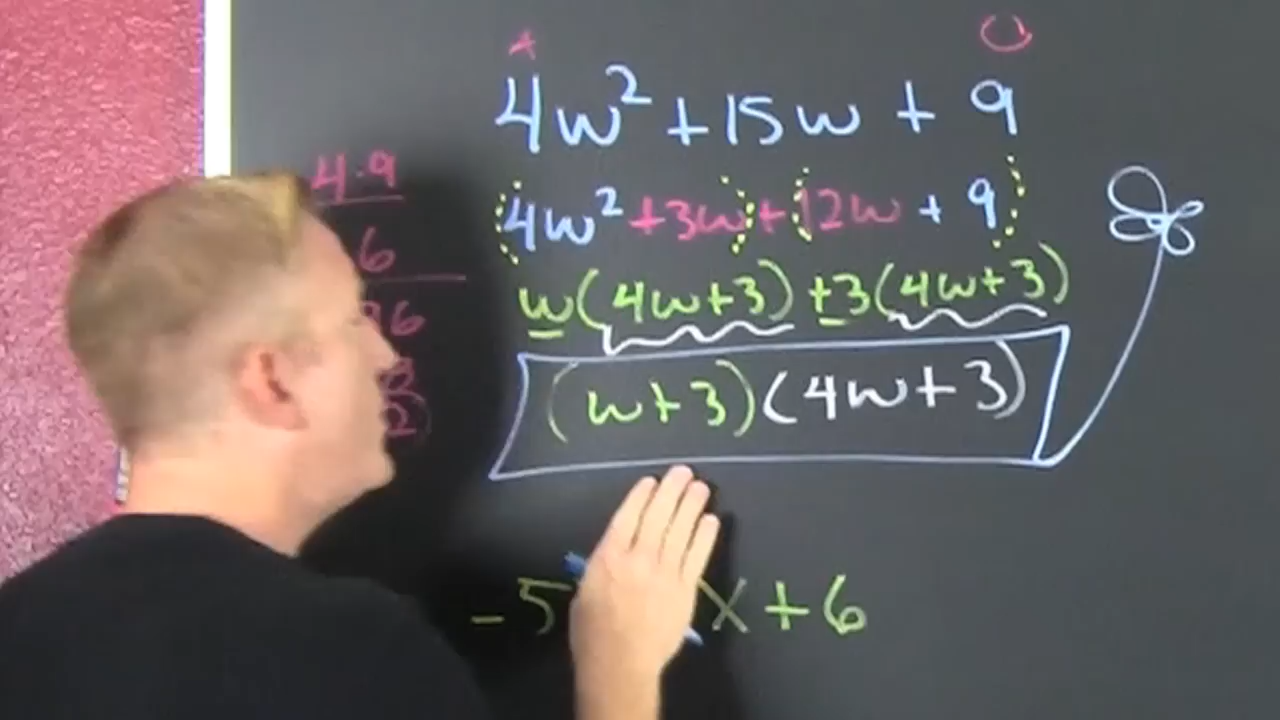 A C
4w² + 15w + 9
4·9
4w² + 3w + 12w + 9
6
w(4w+3) + 3(4w+3)
(w+3)(4w+3)
-5 x + 6